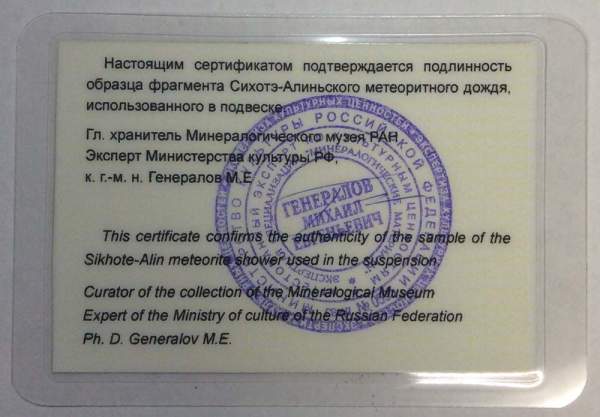 Настоящим сертификатом подтверждается подлинность
образца фрагмента Сихотэ-Алиньского метеоритного дождя,
использованного в подвеске.
Гл. хранитель Минералогического музея РАН,
Эксперт Министерства культуры РФ,
к. г.-м. н. Генералов М.Е.
ГЕНЕРАЛОВ
МИХАИЛ
ЕВГЕНЬЕВИЧ
This certificate confirms the authenticity of the sample of the
Sikhote-Alin meteorite shower used in the suspension.
Curator of the collection of the Mineralogical Museum
Expert of the Ministry of culture of the Russian Federation
Ph. D. Generalov M.E.